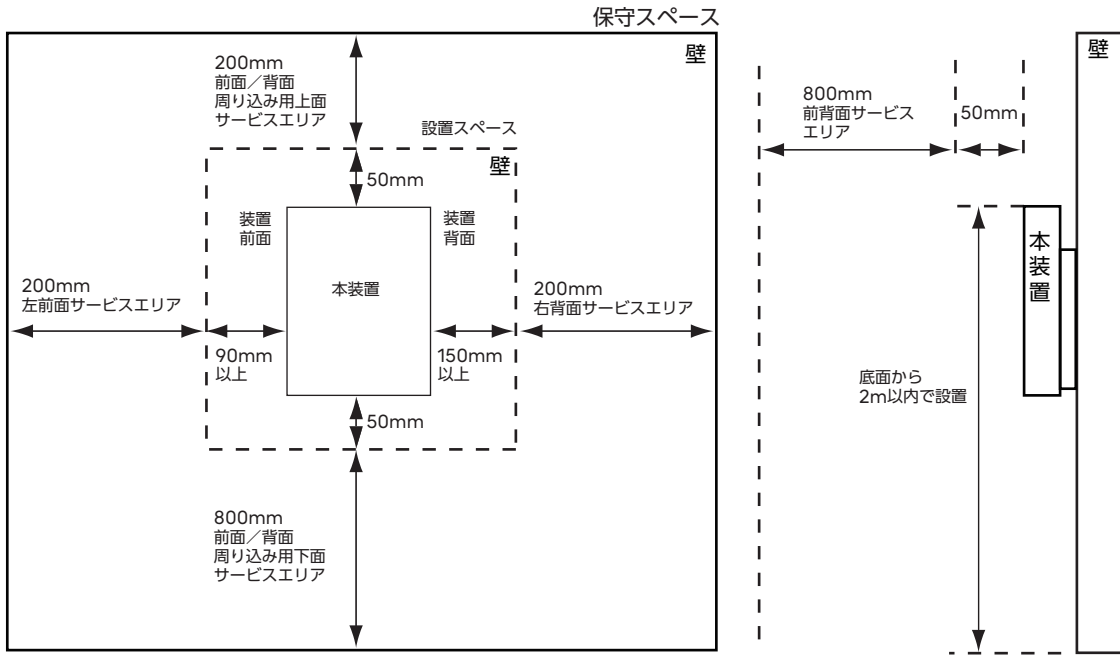 保守スペース
壁
200mm
前面／背面
周り込み用上面
サービスエリア
設置スペース
壁
50mm
装置
前面
装置
背面
本装置
200mm
左前面サービスエリア
200mm
右背面サービスエリア
90mm
以上
150mm
以上
50mm
800mm
前面／背面
周り込み用下面
サービスエリア
壁
800mm
前背面サービス
エリア
50mm
本装置
底面から
2m以内で設置